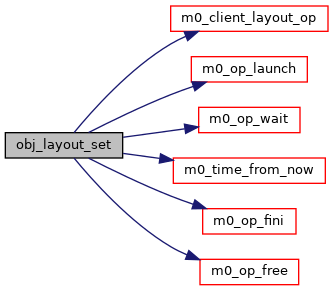 m0_client_layout_op
m0_op_launch
m0_op_wait
obj_layout_set
m0_time_from_now
m0_op_fini
m0_op_free